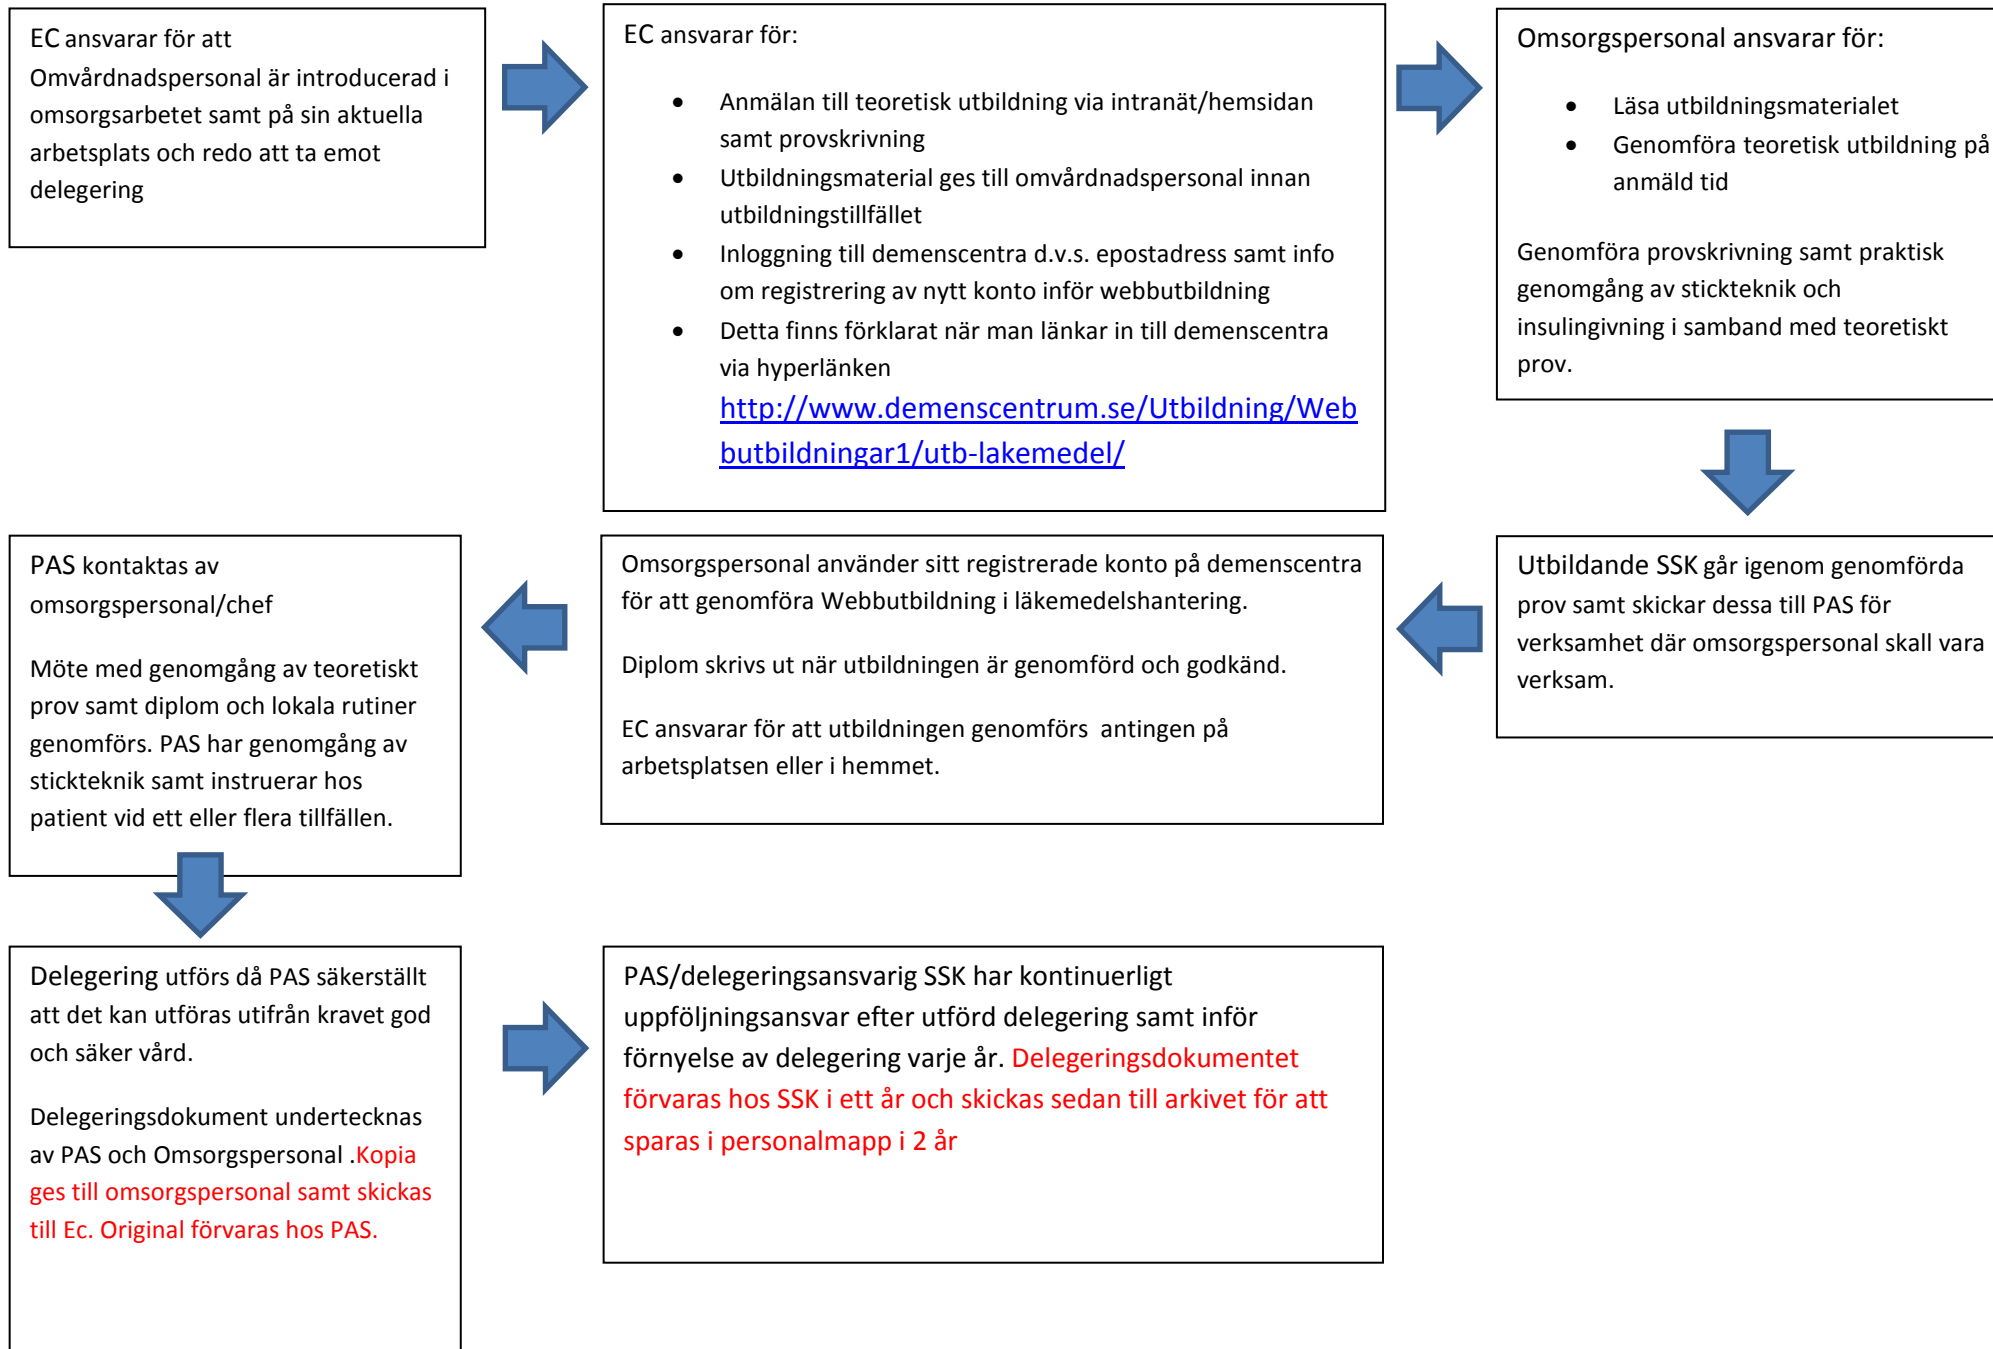 EC ansvarar för att
Omvårdnadspersonal är introducerad i
omsorgsarbetet samt på sin aktuella
arbetsplats och redo att ta emot
delegering
EC ansvarar för:
• Anmälan till teoretisk utbildning via intranät/hemsidan
samt provskrivning
• Utbildningsmaterial ges till omvårdnadspersonal innan
utbildningstillfället
• Inloggning till demenscentra d.v.s. epostadress samt info
om registrering av nytt konto inför webbutbildning
• Detta finns förklarat när man länkar in till demenscentra
via hyperlänken
http://www.demenscentrum.se/Utbildning/Web
butbildningar1/utb-lakemedel/
Omsorgspersonal ansvarar för:
• Läsa utbildningsmaterialet
• Genomföra teoretisk utbildning på
anmäld tid
Genomföra provskrivning samt praktisk
genomgång av stickteknik och
insulingivning i samband med teoretiskt
prov.
Utbildande SSK går igenom genomförda
prov samt skickar dessa till PAS för
verksamhet där omsorgspersonal skall vara
verksam.
Omsorgspersonal använder sitt registrerade konto på demenscentra
för att genomföra Webbutbildning i läkemedelshantering.
Diplom skrivs ut när utbildningen är genomförd och godkänd.
EC ansvarar för att utbildningen genomförs  antingen på
arbetsplatsen eller i hemmet.
PAS kontaktas av
omsorgspersonal/chef
Möte med genomgång av teoretiskt
prov samt diplom och lokala rutiner
genomförs. PAS har genomgång av
stickteknik samt instruerar hos
patient vid ett eller flera tillfällen.
Delegering utförs då PAS säkerställt
att det kan utföras utifrån kravet god
och säker vård.
Delegeringsdokument undertecknas
av PAS och Omsorgspersonal .Kopia
ges till omsorgspersonal samt skickas
till Ec. Original förvaras hos PAS.
PAS/delegeringsansvarig SSK har kontinuerligt
uppföljningsansvar efter utförd delegering samt inför
förnyelse av delegering varje år. Delegeringsdokumentet
förvaras hos SSK i ett år och skickas sedan till arkivet för att
sparas i personalmapp i 2 år